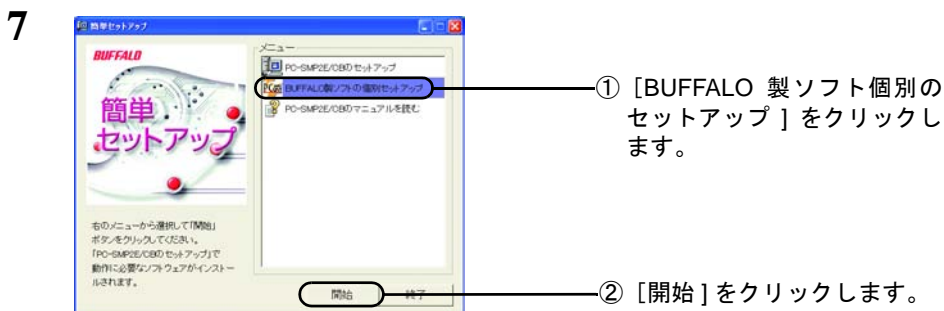 7
簡単セットアップ
BUFFALO
簡単
セットアップ
右のメニューから選択して「開始」
ボタンをクリックしてください。
「PC-SMP2E/CBのセットアップ」で
動作に必要なソフトウェアがインストー
ルされます。
メニュー
PC-SMP2E/CBのセットアップ
BUFFALO製ソフトの個別セットアップ
PC-SMP2E/CBのマニュアルを読む
開始
終了
①［BUFFALO 製ソフト個別の
セットアップ ] をクリックし
ます。
②［開始 ] をクリックします。